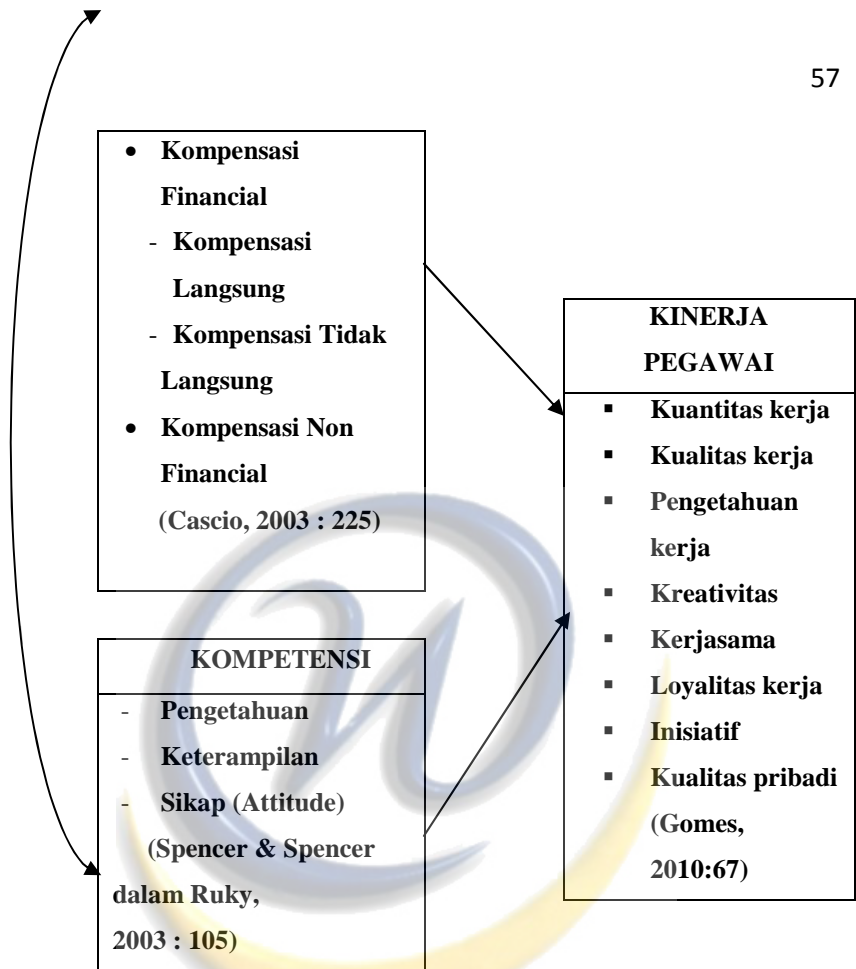 57
• Kompensasi
Financial
- Kompensasi
Langsung
- Kompensasi Tidak
Langsung
• Kompensasi Non
Financial
(Cascio, 2003 : 225)
KOMPETENSI
- Pengetahuan
- Keterampilan
- Sikap (Attitude)
(Spencer & Spencer
dalam Ruky,
2003 : 105)
KINERJA
PEGAWAI
▪ Kuantitas kerja
▪ Kualitas kerja
▪ Pengetahuan
kerja
▪ Kreativitas
▪ Kerjasama
▪ Loyalitas kerja
▪ Inisiatif
▪ Kualitas pribadi
(Gomes,
2010:67)